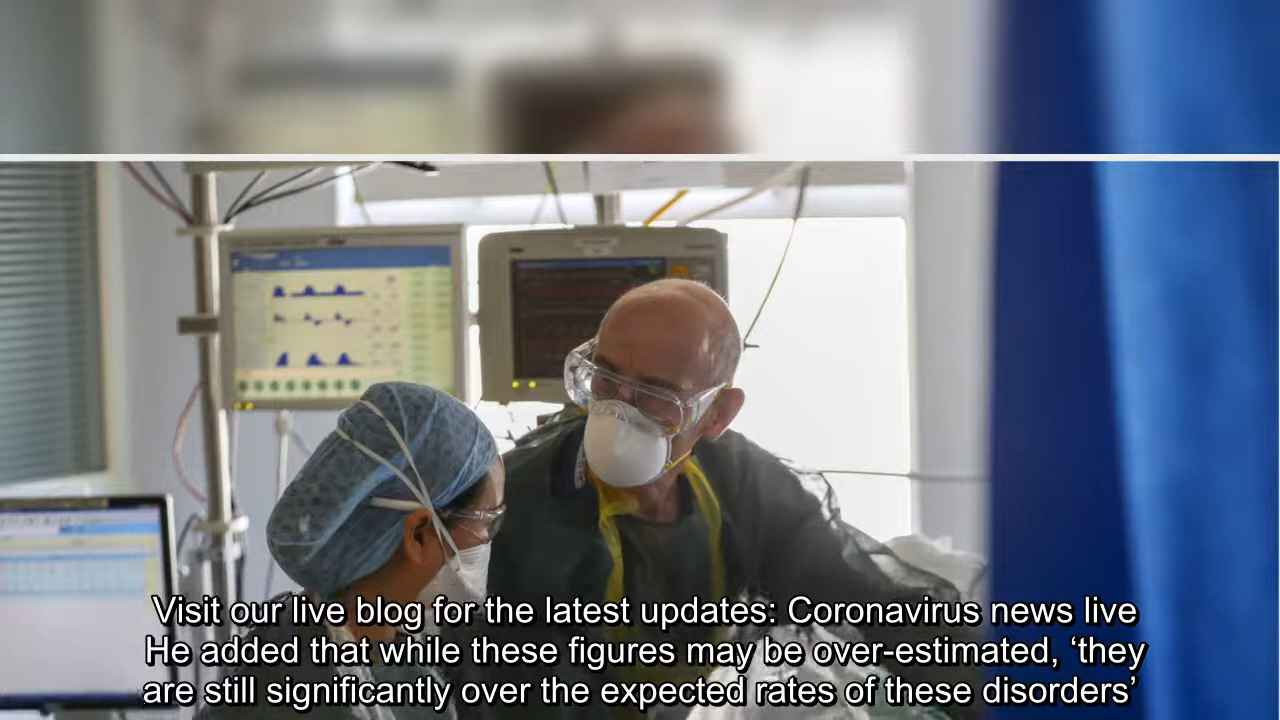 Visit our live blog for the latest updates: Coronavirus news live
He added that while these figures may be over-estimated, ‘they
are still significantly over the expected rates of these disorders’